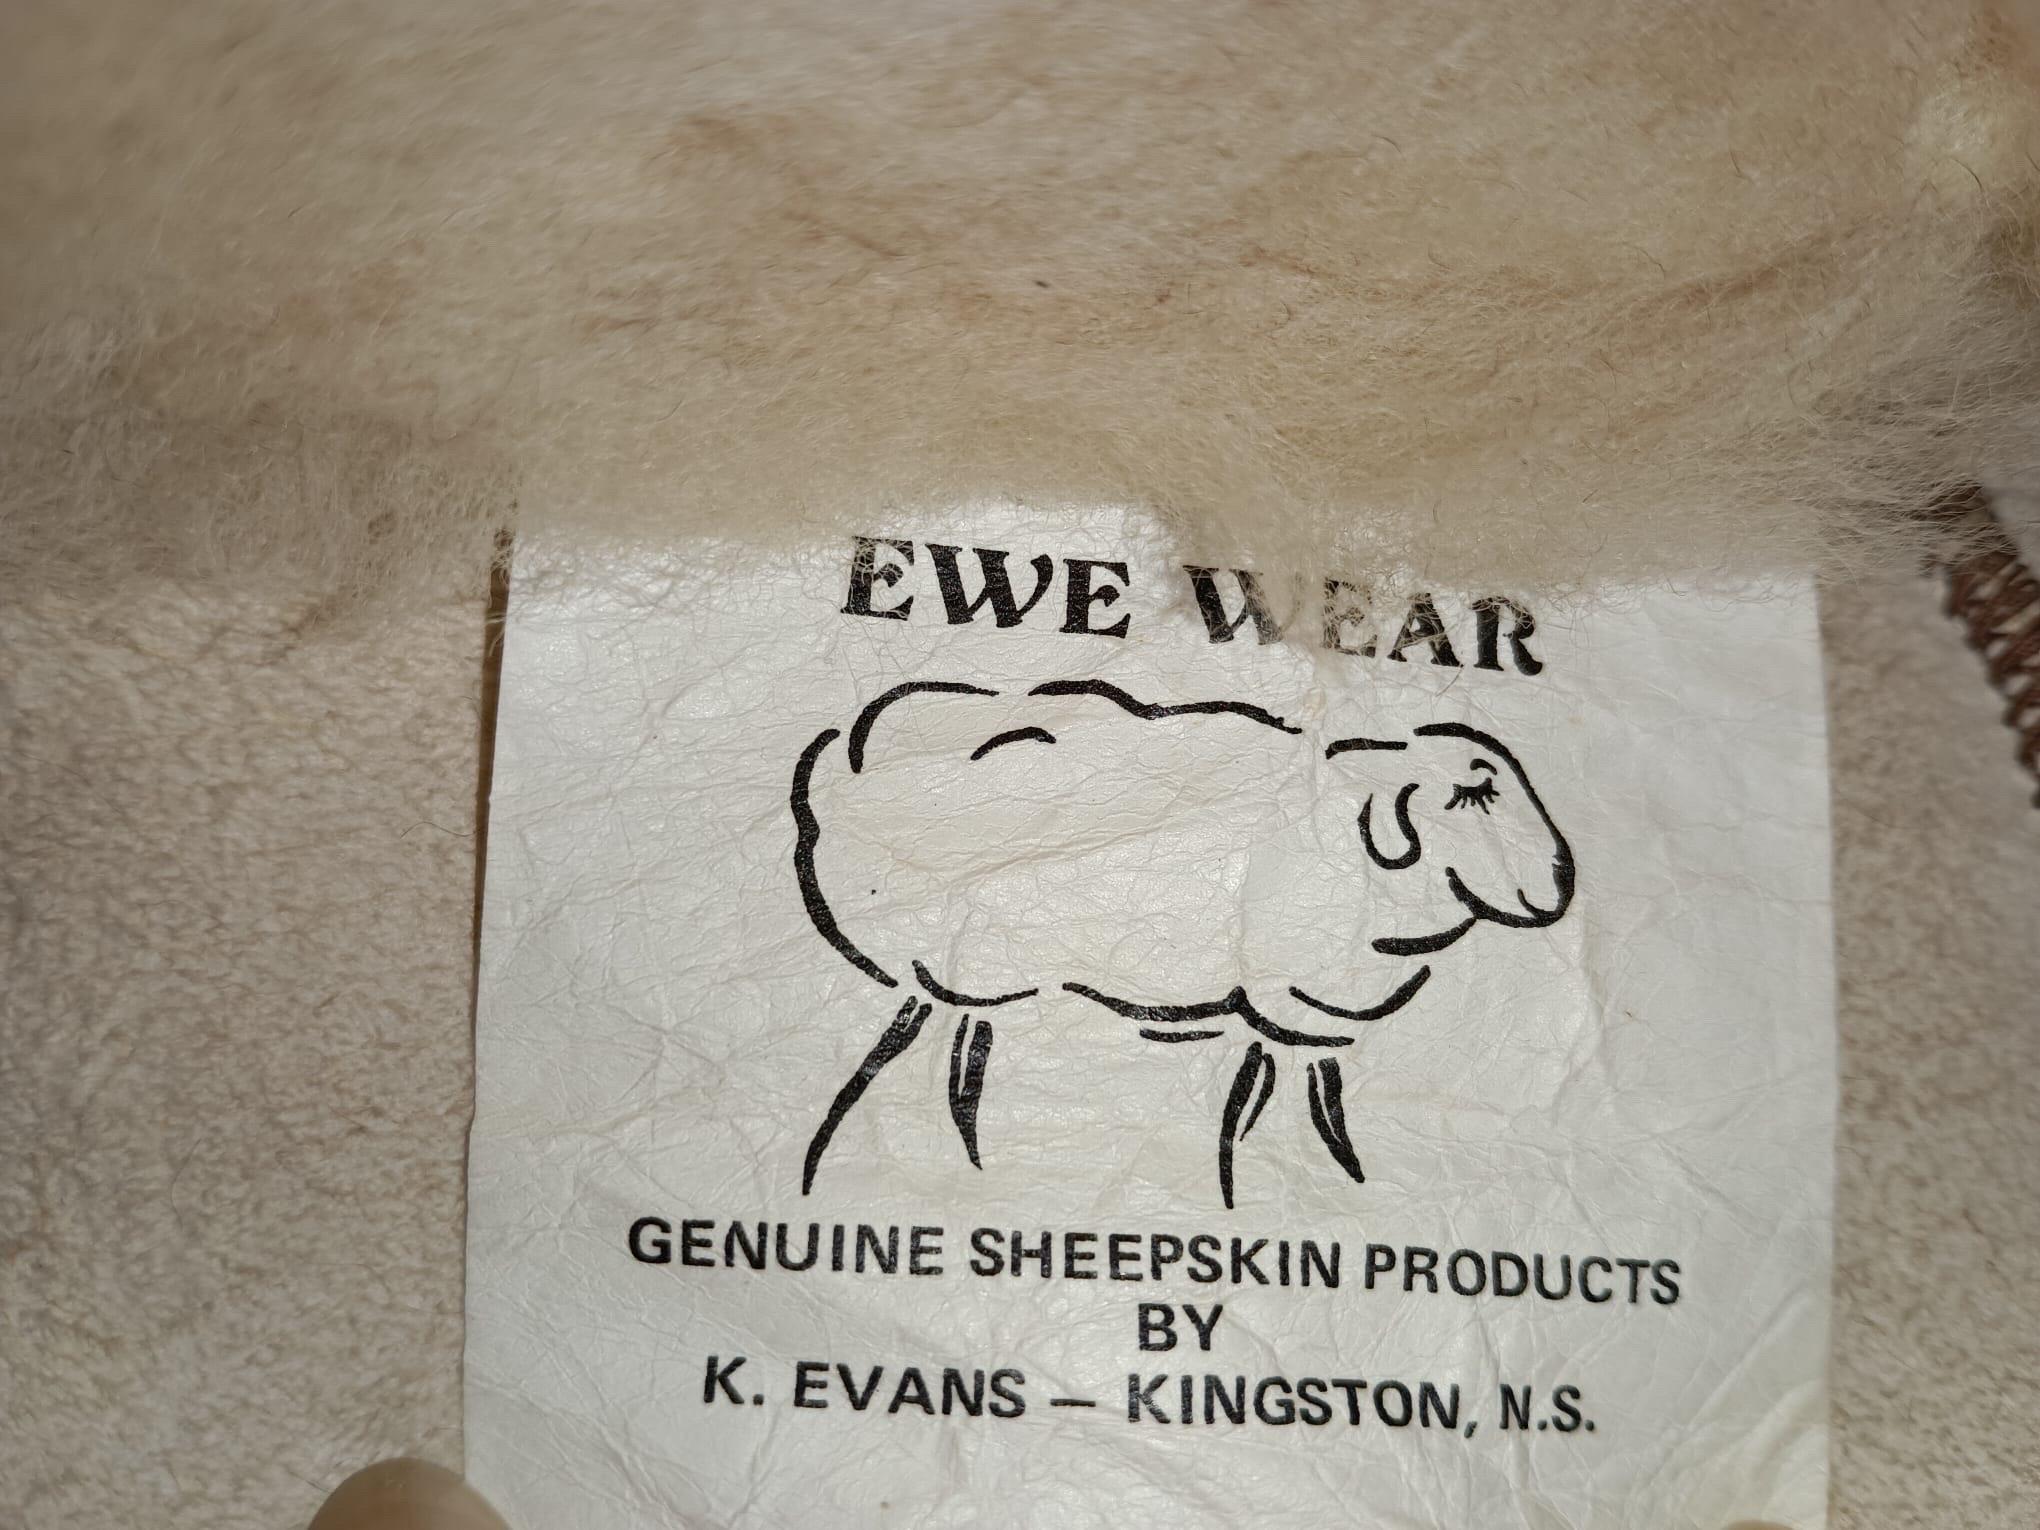 EWE WEAR
GENUINE SHEEPSKIN PRODUCTS
BY
K. EVANS — KINGSTON, N.S.